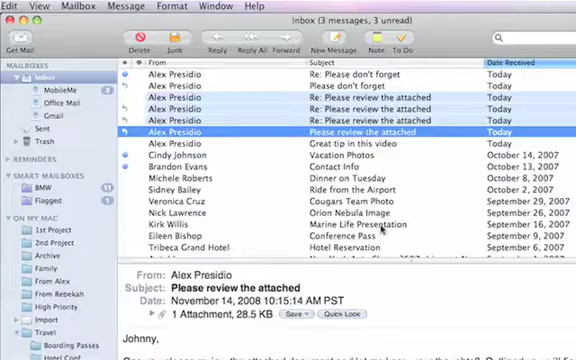 Edit View Mailbox Message Format Window Help
Inbox (3 messages, 3 unread)
Get Mail Delete Junk Reply Reply All Forward New Message Note To Do
MAILBOXES
Inbox
MobileMe
Office Mail
Gmail
Sent
Trash
REMINDERS
SMART MAILBOXES
BMW 11
Flagged
ON MY MAC
1st Project
2nd Project
Archive
Family
From Alex
From Rebekah
High Priority
Import
Travel
Boarding Passes
Hotel Conf
From Subject Date Received
Alex Presidio Re: Please don't forget Today
Alex Presidio Please don't forget Today
Alex Presidio Re: Please review the attached Today
Alex Presidio Re: Please review the attached Today
Alex Presidio Re: Please review the attached Today
Alex Presidio Please review the attached Today
Alex Presidio Great tip in this video Today
Cindy Johnson Vacation Photos October 14, 2007
Brandon Evans Contact Info October 13, 2007
Michele Roberts Dinner on Tuesday October 8, 2007
Sidney Bailey Ride from the Airport October 2, 2007
Veronica Cruz Cougars Team Photo September 29, 2007
Nick Lawrence Orion Nebula Image September 26, 2007
Kirk Willis Marine Life Presentation September 16, 2007
Eileen Bishop Conference Pass September 9, 2007
Tribeca Grand Hotel Hotel Reservation September 6, 2007
From: Alex Presidio
Subject: Please review the attached
Date: November 14, 2008 10:15:14 AM PST
1 Attachment, 28.5 KB Save Quick Look
Johnny,